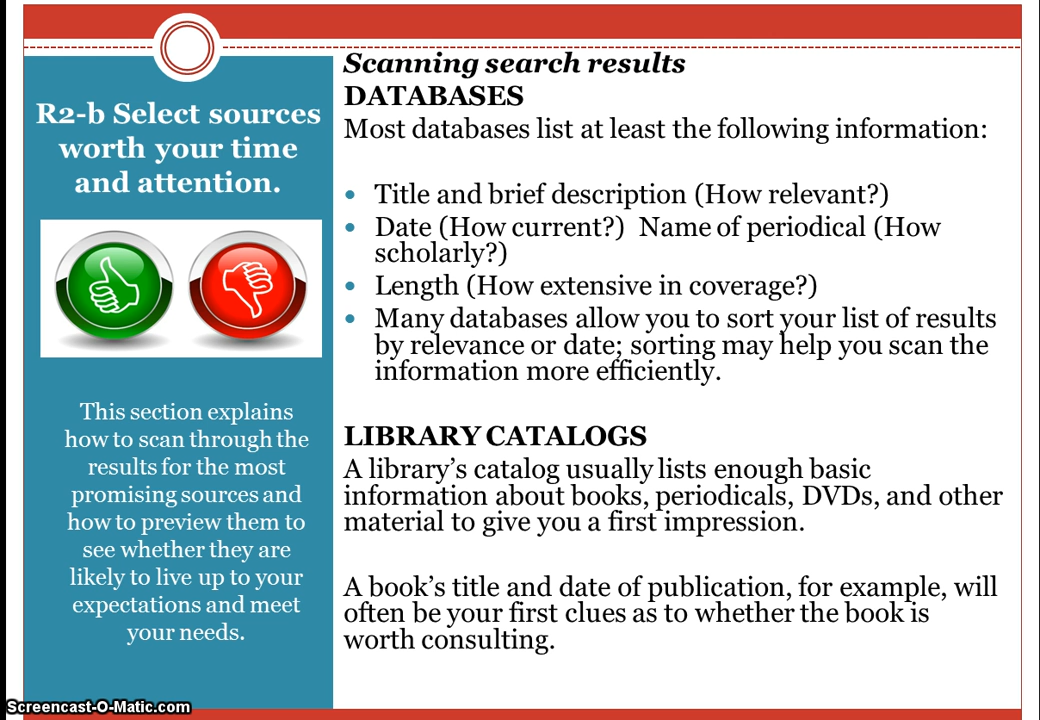 R2-b Select sources
worth your time
and attention.
This section explains
how to scan through the
results for the most
promising sources and
how to preview them to
see whether they are
likely to live up to your
expectations and meet
your needs.
Scanning search results
DATABASES
Most databases list at least the following information:
• Title and brief description (How relevant?)
• Date (How current?)  Name of periodical (How
scholarly?)
• Length (How extensive in coverage?)
• Many databases allow you to sort your list of results
by relevance or date; sorting may help you scan the
information more efficiently.
LIBRARY CATALOGS
A library’s catalog usually lists enough basic
information about books, periodicals, DVDs, and other
material to give you a first impression.
A book’s title and date of publication, for example, will
often be your first clues as to whether the book is
worth consulting.
Screencast-O-Matic.com